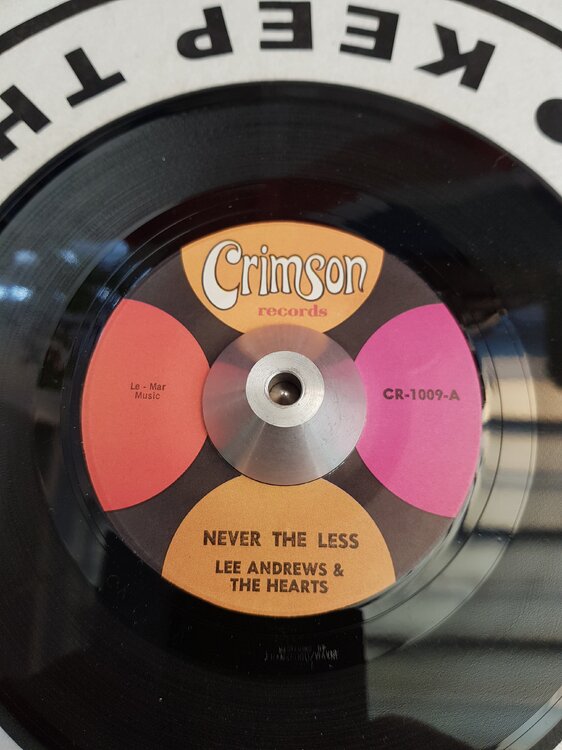 KEEP TH
Crimson
records
Le - Mar
Music
CR-1009-A
NEVER THE LESS
LEE ANDREWS &
THE HEARTS